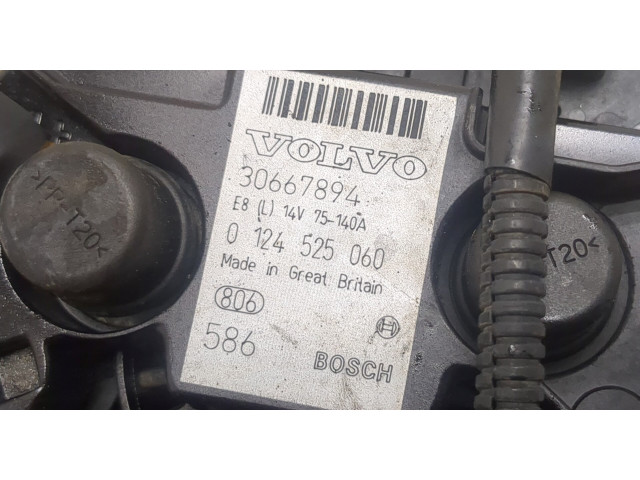 VOLVO
30667894
E8 (L) 14V 75-140A
0 124 525 060
Made in Great Britain
806
586
BOSCH
>PP-T20<
T20<